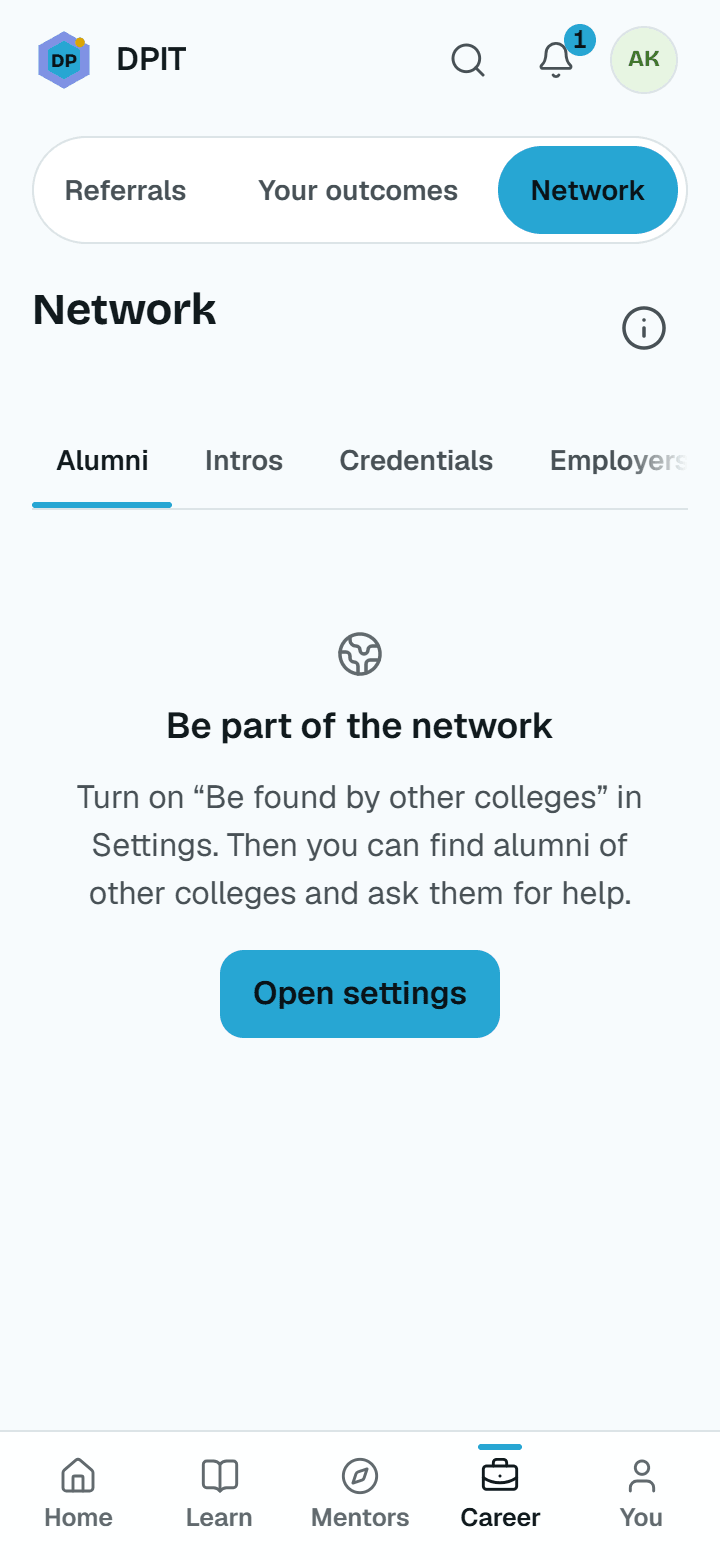 DP
DPIT
1
AK
Referrals
Your outcomes
Network
Network
Alumni
Intros
Credentials
Employers
Be part of the network
Turn on “Be found by other colleges” in
Settings. Then you can find alumni of
other colleges and ask them for help.
Open settings
Home
Learn
Mentors
Career
You